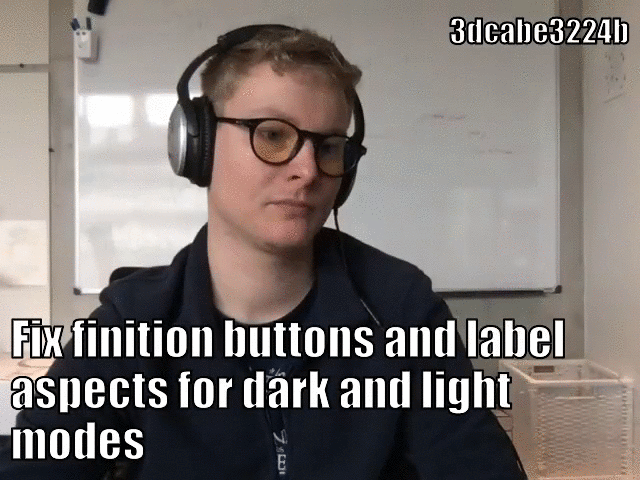 3dcabe3224b
Fix finition buttons and label
aspects for dark and light
modes